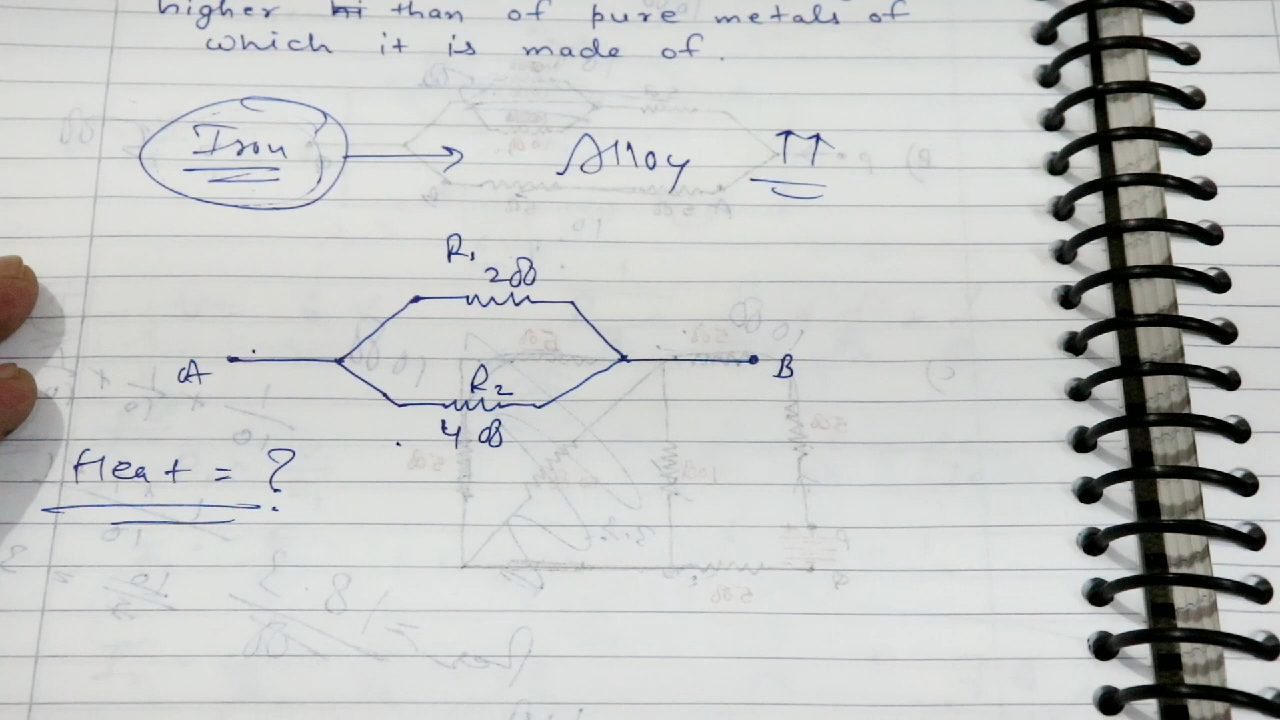 higher than of pure metals of
which it is made of.
Iron → Alloy ↑↑
R₁
2Ω
A B
R₂
4Ω
Heat = ?